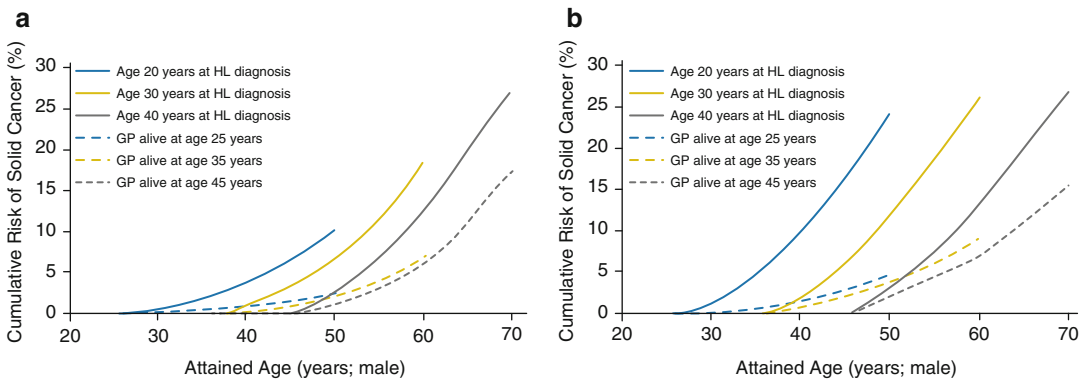 a
Cumulative Risk of Solid Cancer (%)
30
25
20
15
10
5
0
Age 20 years at HL diagnosis
Age 30 years at HL diagnosis
Age 40 years at HL diagnosis
GP alive at age 25 years
GP alive at age 35 years
GP alive at age 45 years
20 30 40 50 60 70
Attained Age (years; male)
b
Cumulative Risk of Solid Cancer (%)
30
25
20
15
10
5
0
Age 20 years at HL diagnosis
Age 30 years at HL diagnosis
Age 40 years at HL diagnosis
GP alive at age 25 years
GP alive at age 35 years
GP alive at age 45 years
20 30 40 50 60 70
Attained Age (years; male)